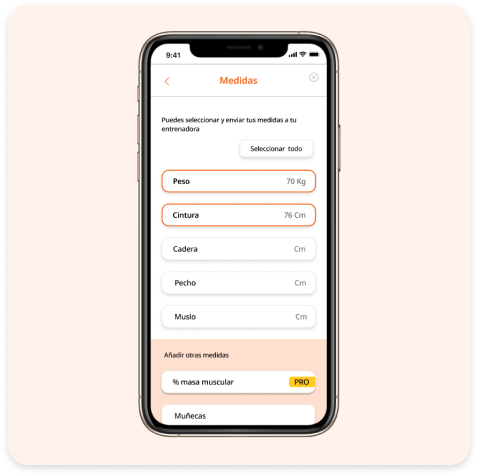 9:41
Medidas
Puedes seleccionar y enviar tus medidas a tu
entrenadora
Seleccionar todo
Peso 70 Kg
Cintura 76 Cm
Cadera Cm
Pecho Cm
Muslo Cm
Añadir otras medidas
% masa muscular PRO
Muñecas